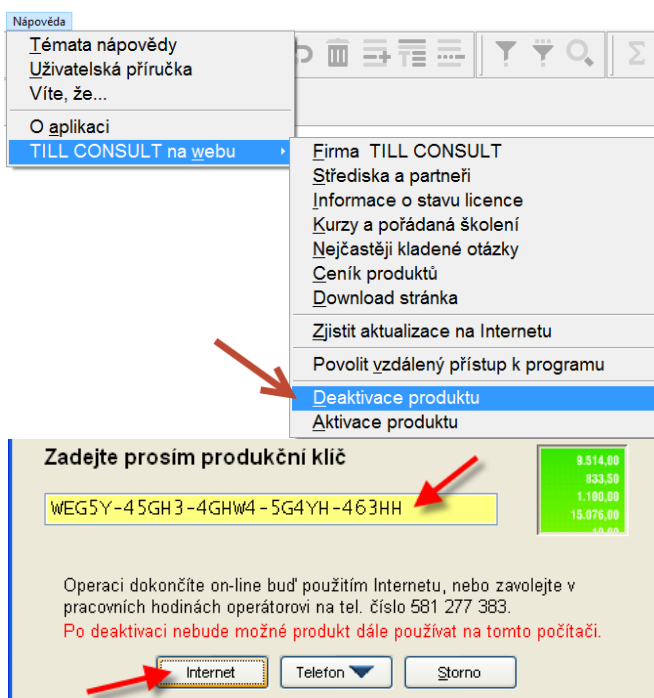 Nápověda
Témata nápovědy
Uživatelská příručka
Víte, že...
O aplikaci
TILL CONSULT na webu
Firma TILL CONSULT
Střediska a partneři
Informace o stavu licence
Kurzy a pořádaná školení
Nejčastěji kladené otázky
Ceník produktů
Download stránka
Zjistit aktualizace na Internetu
Povolit vzdálený přístup k programu
Deaktivace produktu
Aktivace produktu
Zadejte prosím produkční klíč
WEG5Y-45GH3-4GHW4-5G4YH-463HH
9.514,00
833,50
1.100,00
15.076,00
Operaci dokončíte on-line buď použitím Internetu, nebo zavolejte v
pracovních hodinách operátorovi na tel. číslo 581 277 383.
Po deaktivaci nebude možné produkt dále používat na tomto počítači.
Internet
Telefon
Storno